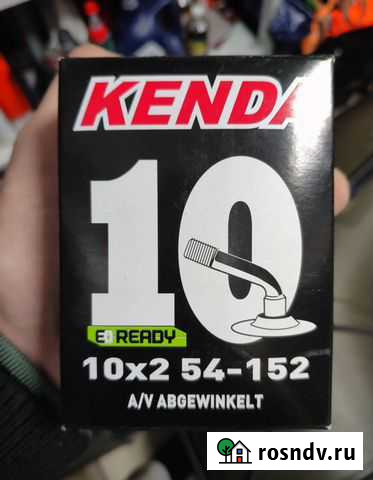 KENDA
10
E READY
10x2 54-152
A/V ABGEWINKELT
rosndv.ru